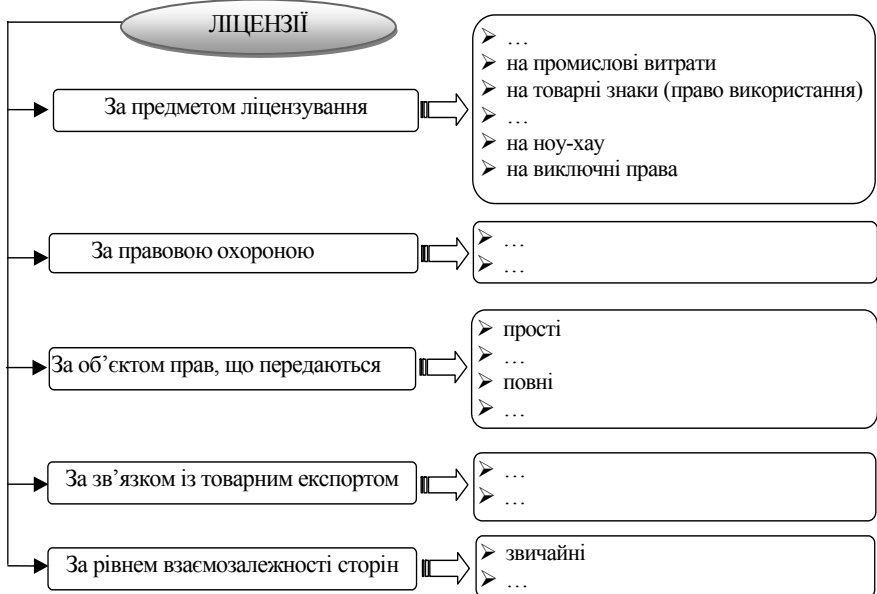 ЛІЦЕНЗІЇ
За предметом ліцензування
➢ …
➢ на промислові витрати
➢ на товарні знаки (право використання)
➢ …
➢ на ноу-хау
➢ на виключні права
За правовою охороною
➢ …
➢ …
За об’єктом прав, що передаються
➢ прості
➢ …
➢ повні
➢ …
За зв’язком із товарним експортом
➢ …
➢ …
За рівнем взаємозалежності сторін
➢ звичайні
➢ …